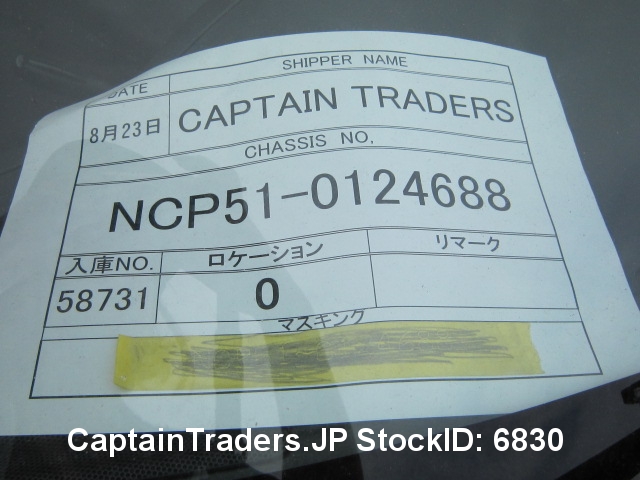 DATE
SHIPPER NAME
8月23日
CAPTAIN TRADERS
CHASSIS NO.
NCP51-0124688
入庫NO.
ロケーション
リマーク
58731
0
マスキング
CaptainTraders.JP StockID: 6830